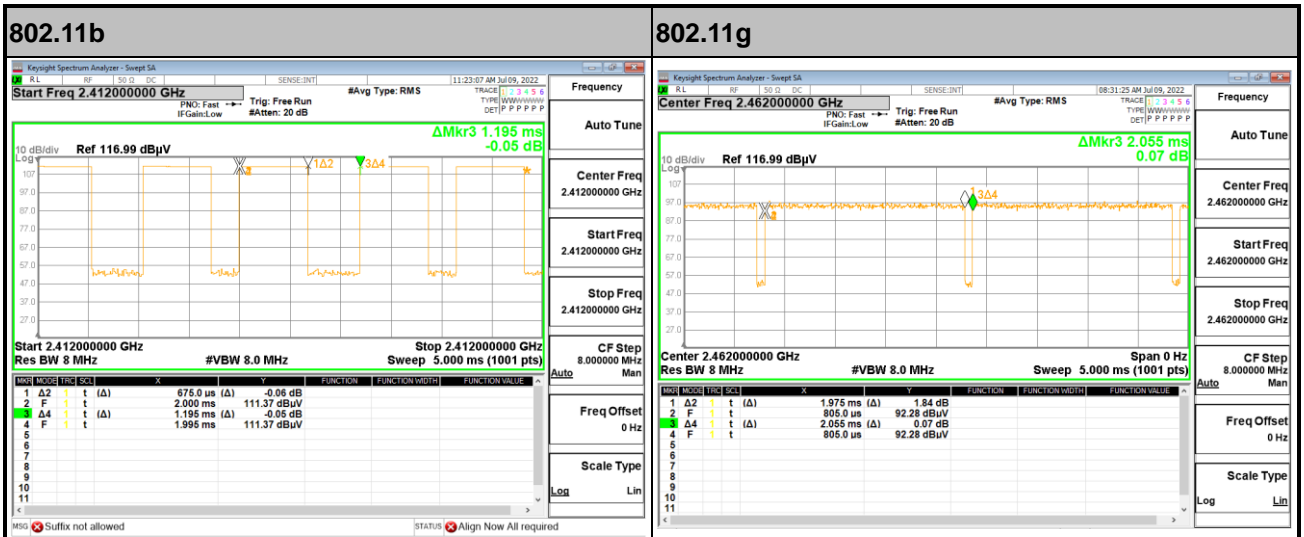 802.11b
Keysight Spectrum Analyzer - Swept SA
RL RF 50 Ω DC SENSE:INT 11:23:07 AM Jul 09, 2022
Start Freq 2.412000000 GHz
#Avg Type: RMS
TRACE 1 2 3 4 5 6
PNO: Fast Trig: Free Run
TYPE WWWWWW
IFGain:Low #Atten: 20 dB
DET P P P P P P
ΔMkr3 1.195 ms
-0.05 dB
10 dB/div Ref 116.99 dBµV
Log
1Δ2
3Δ4
107
97.0
87.0
77.0
67.0
57.0
47.0
37.0
27.0
Start 2.412000000 GHz Stop 2.412000000 GHz
Res BW 8 MHz #VBW 8.0 MHz Sweep 5.000 ms (1001 pts)
MKR MODE TRC SCL X Y FUNCTION FUNCTION WIDTH FUNCTION VALUE
1 Δ2 1 t (Δ) 675.0 µs (Δ) -0.06 dB
2 F 1 t 2.000 ms 111.37 dBµV
3 Δ4 1 t (Δ) 1.195 ms (Δ) -0.05 dB
4 F 1 t 1.995 ms 111.37 dBµV
5
6
7
8
9
10
11
MSG Suffix not allowed STATUS Align Now All required
Frequency
Auto Tune
Center Freq
2.412000000 GHz
Start Freq
2.412000000 GHz
Stop Freq
2.412000000 GHz
CF Step
8.000000 MHz
Auto Man
Freq Offset
0 Hz
Scale Type
Log Lin
802.11g
Keysight Spectrum Analyzer - Swept SA
RL RF 50 Ω DC SENSE:INT 08:31:25 AM Jul 09, 2022
Center Freq 2.462000000 GHz
#Avg Type: RMS
TRACE 1 2 3 4 5 6
PNO: Fast Trig: Free Run
TYPE WWWWWW
IFGain:Low #Atten: 20 dB
DET P P P P P P
ΔMkr3 2.055 ms
0.07 dB
10 dB/div Ref 116.99 dBµV
Log
3Δ4
107
97.0
87.0
77.0
67.0
57.0
47.0
37.0
27.0
Center 2.462000000 GHz Span 0 Hz
Res BW 8 MHz #VBW 8.0 MHz Sweep 5.000 ms (1001 pts)
MKR MODE TRC SCL X Y FUNCTION FUNCTION WIDTH FUNCTION VALUE
1 Δ2 1 t (Δ) 1.975 ms (Δ) 1.84 dB
2 F 1 t 805.0 µs 92.28 dBµV
3 Δ4 1 t (Δ) 2.055 ms (Δ) 0.07 dB
4 F 1 t 805.0 µs 92.28 dBµV
5
6
7
8
9
10
11
Frequency
Auto Tune
Center Freq
2.462000000 GHz
Start Freq
2.462000000 GHz
Stop Freq
2.462000000 GHz
CF Step
8.000000 MHz
Auto Man
Freq Offset
0 Hz
Scale Type
Log Lin